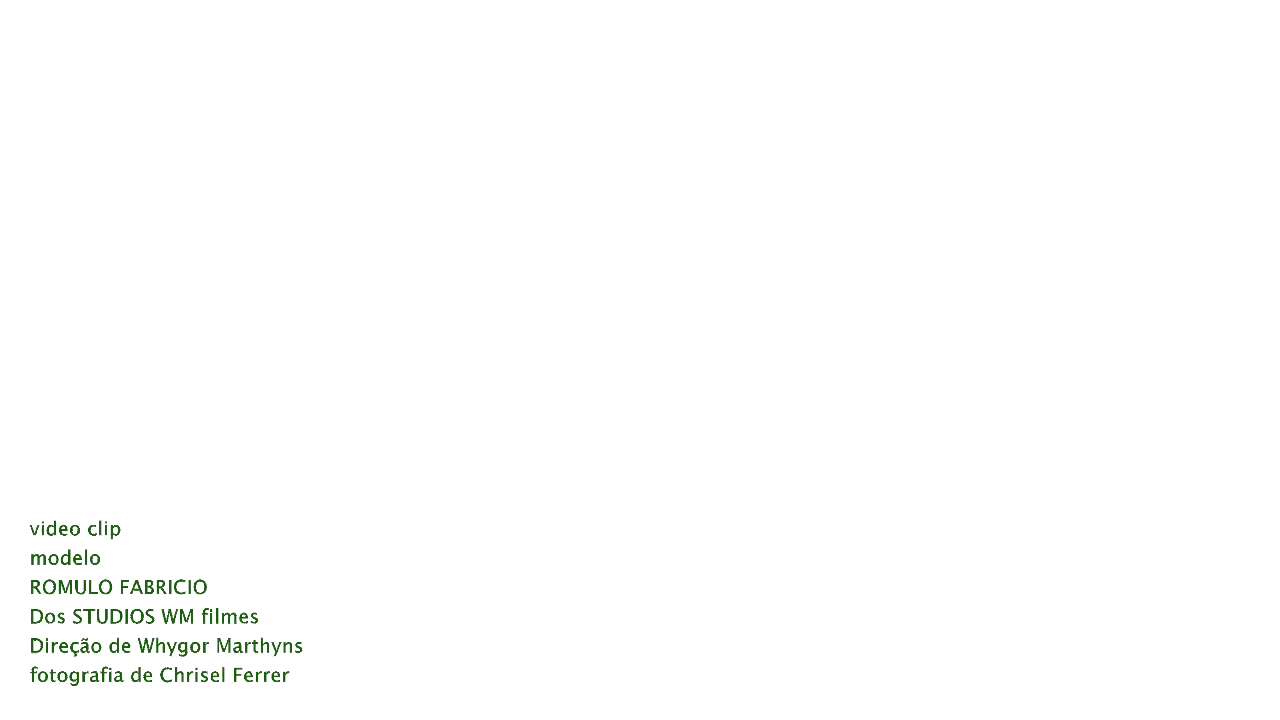 video clip
modelo
ROMULO FABRICIO
Dos STUDIOS WM filmes
Direção de Whygor Marthyns
fotografia de Chrisel Ferrer